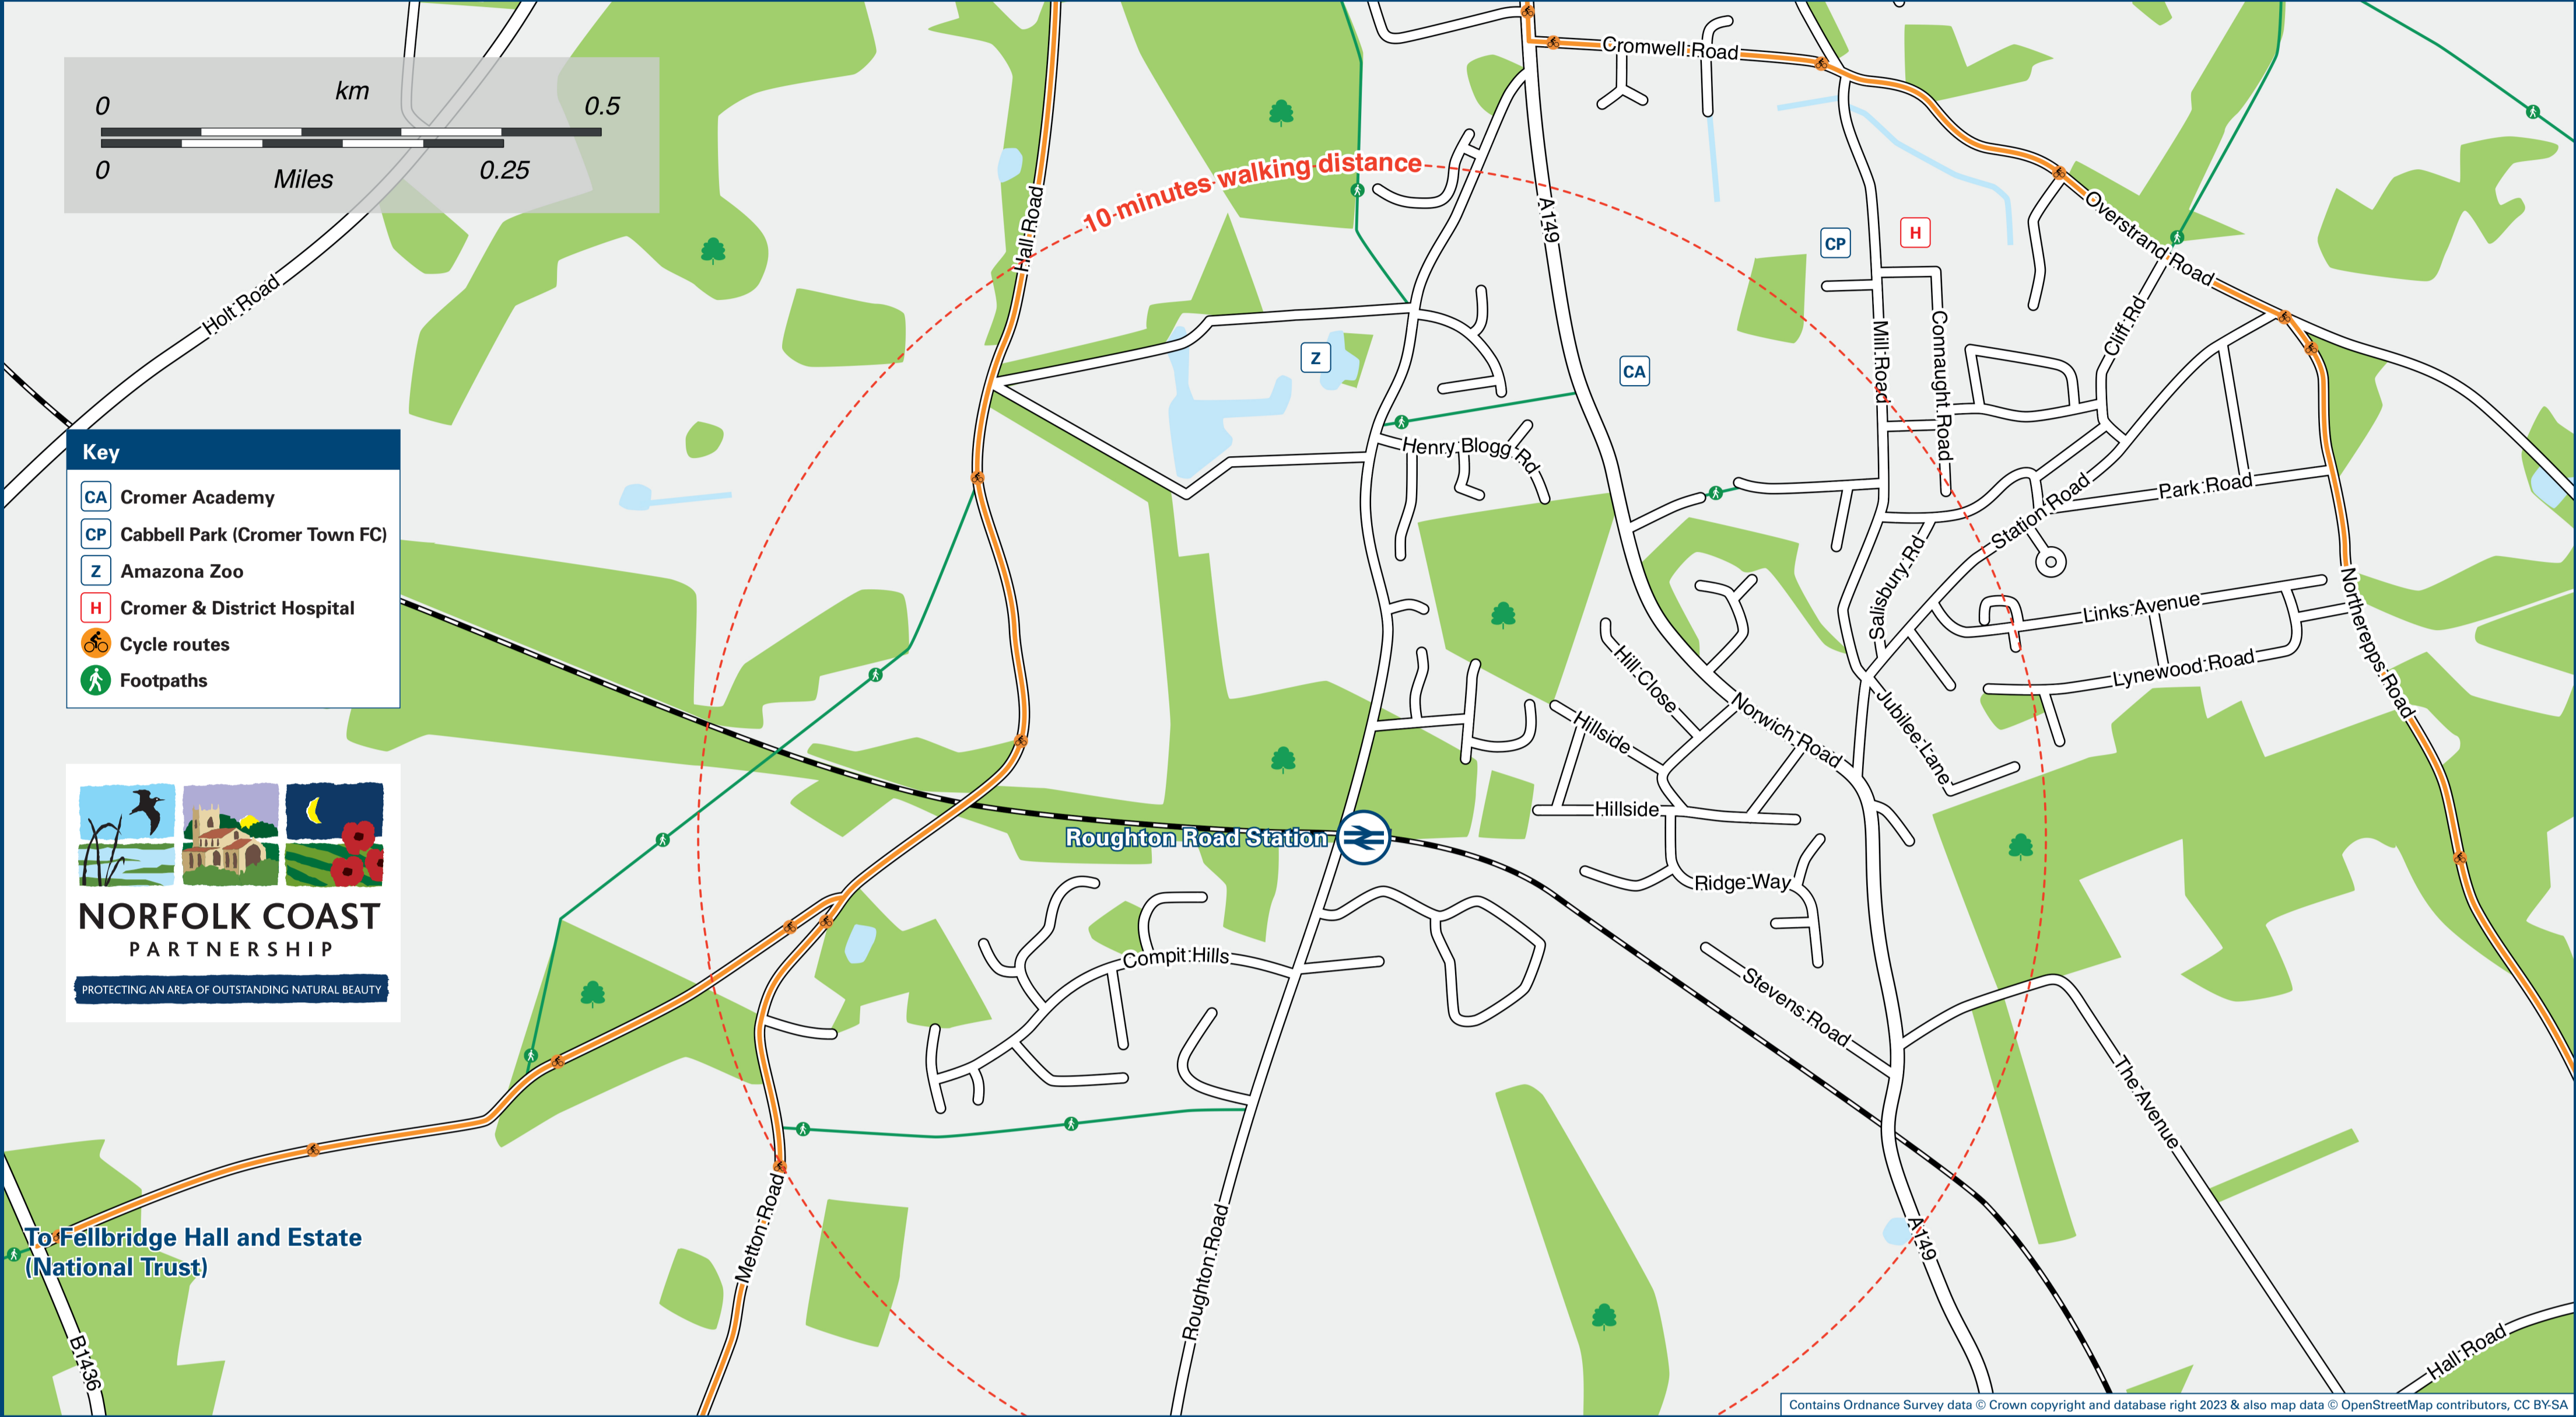 km
0
0.5
0
Miles
0.25
Cromwell Road
10 minutes walking distance
Hall Road
A149
Overstrand Road
Holt Road
CP
H
Mill Road
Connaught Road
Cliff Rd
Z
CA
Key
CA Cromer Academy
CP Cabbell Park (Cromer Town FC)
Z Amazona Zoo
H Cromer & District Hospital
Cycle routes
Footpaths
Henry Blogg Rd
Park Road
Station Road
Salisbury Rd
Links Avenue
Lynewood Road
Northrepps Road
Hill Close
Hillside
Norwich Road
Jubilee Lane
Hillside
Roughton Road Station
Ridge Way
NORFOLK COAST
PARTNERSHIP
PROTECTING AN AREA OF OUTSTANDING NATURAL BEAUTY
Compit Hills
Stevens Road
The Avenue
To Fellbridge Hall and Estate
(National Trust)
Metton Road
Roughton Road
A149
B1436
Hall Road
Contains Ordnance Survey data © Crown copyright and database right 2023 & also map data © OpenStreetMap contributors, CC BY-SA